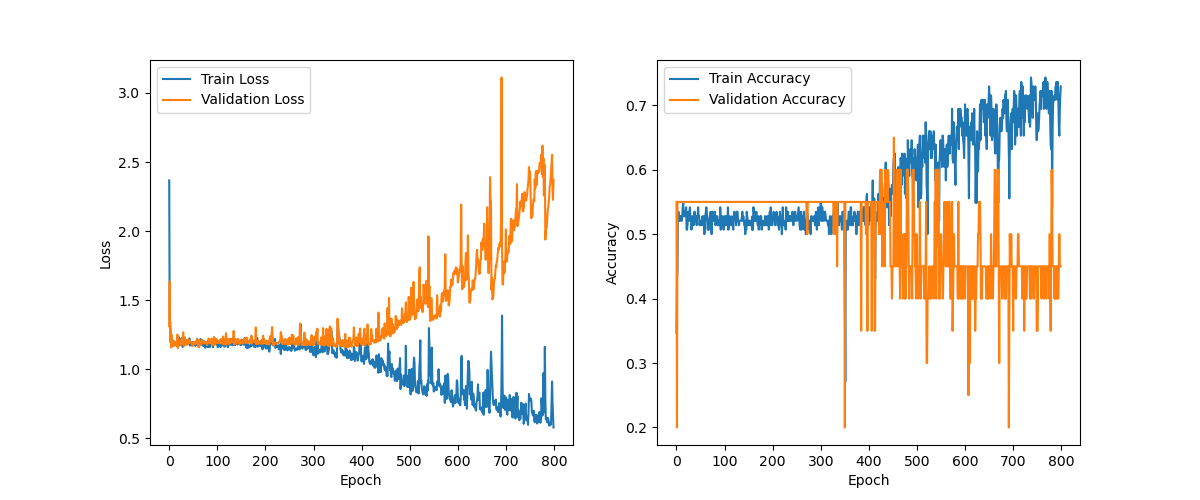 Train Loss
Validation Loss
3.0
2.5
2.0
1.5
1.0
0.5
Loss
0 100 200 300 400 500 600 700 800
Epoch
Train Accuracy
Validation Accuracy
0.7
0.6
0.5
0.4
0.3
0.2
Accuracy
0 100 200 300 400 500 600 700 800
Epoch